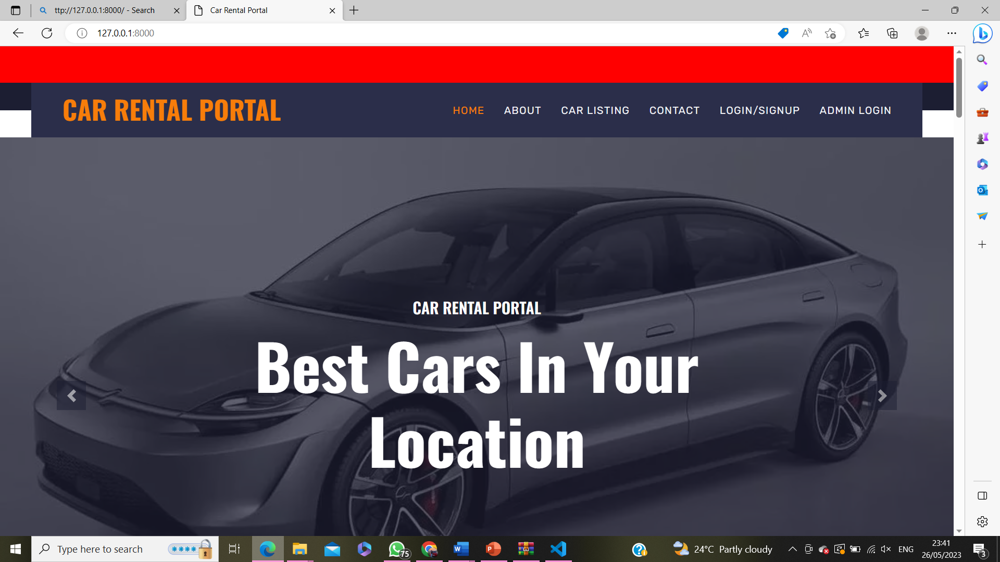 ttp://127.0.0.1:8000/ - Search
Car Rental Portal
127.0.0.1:8000
CAR RENTAL PORTAL
HOME ABOUT CAR LISTING CONTACT LOGIN/SIGNUP ADMIN LOGIN
CAR RENTAL PORTAL
Best Cars In Your
Location
Type here to search
75
24°C Partly cloudy
ENG
23:41
26/05/2023
3